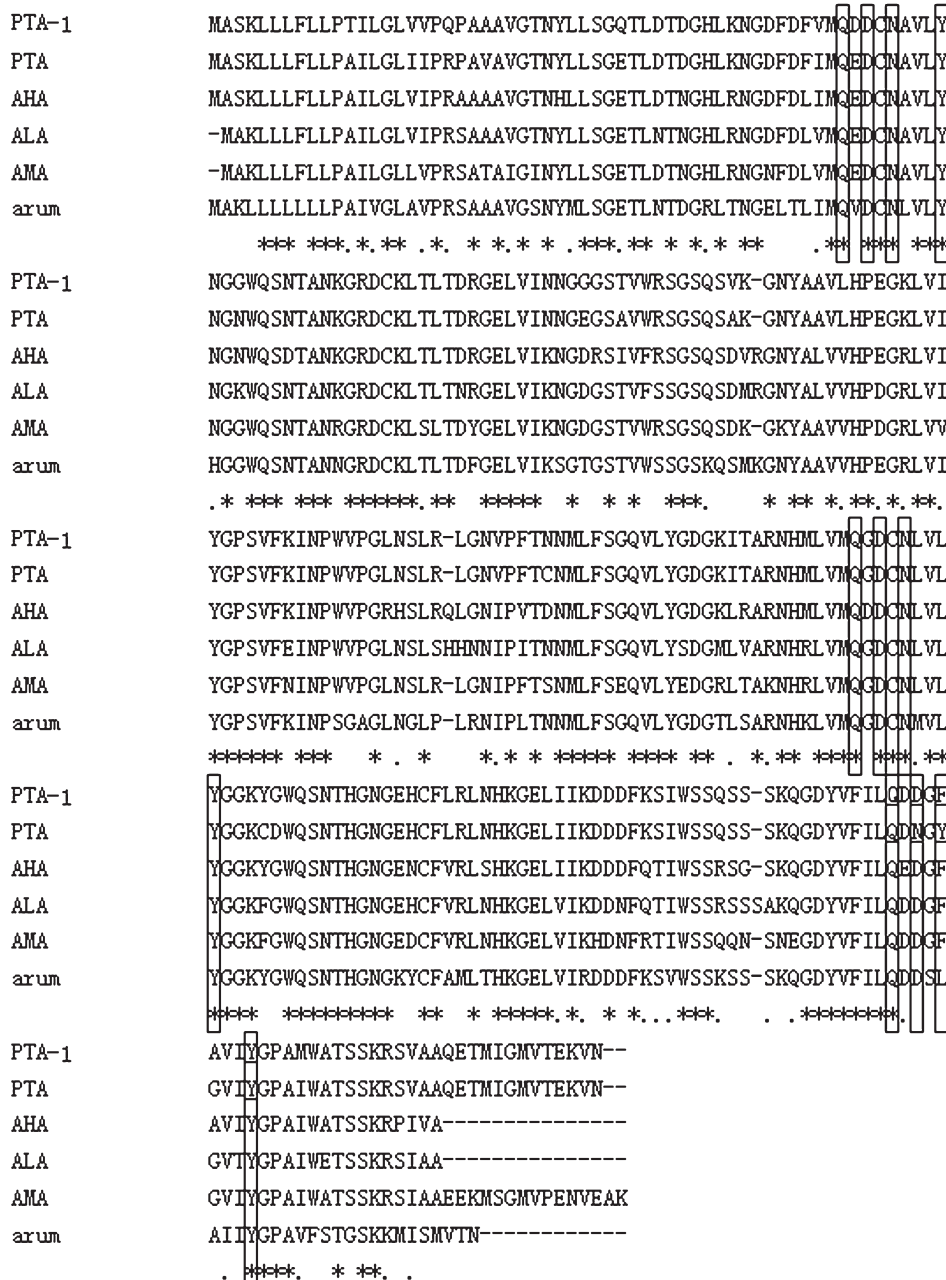 PTA-1 MASKLLLFLLPTILGLVVPQPAAAVGTNYLLSGQTLDTDGHLKNGDFDFVMQDDCNAVLY
PTA MASKLLLFLLPAILGLIIPRPAVAVGTNYLLSGETLDTDGHLKNGDFDFIMQEDCNAVLY
AHA MASKLLLFLLPAILGLVIPRAAAAVGTNHLLSGETLDTNGHLRNGDFDLIMQEDCNAVLY
ALA -MAKLLLFLLPAILGLVIPRSAAAVGTNYLLSGETLNTNGHLRNGDFDLVMQEDCNAVLY
AMA -MAKLLLFLLPAILGLLVPRSATAIGINYLLSGETLDTNGHLRNGNFDLVMQEDCNAVLY
arum MAKLLLLLLLPAIVGLAVPRSAAAVGSNYMLSGETLNTDGRLTNGELTLIMQVDCNLVLY
*** ***.*.** .*. * *.* * .***.**.*.* ** .** **** ***
PTA-1 NGGWQSNTANKGRDCKLTLTDRGELVINNGGGSTVWRSGSQSVK-GNYAAVLHPEGKLVI
PTA NGNWQSNTANKGRDCKLTLTDRGELVINNGEGSAVWRSGSQSAK-GNYAAVLHPEGKLVI
AHA NGNWQSDTANKGRDCKLTLTDRGELVIKNGDRSIVFRSGSQSDVRGNYALVVHPEGRLVI
ALA NGKWQSNTANKGRDCKLTLTNRGELVIKNGDGSTVFSSGSQSDMRGNYALVVHPDGRLVI
AMA NGGWQSNTANRGRDCKLSLTDYGELVIKNGDGSTVWRSGSQSDK-GKYAAVVHPDGRLVV
arum HGGWQSNTANNGRDCKLTLTDFGELVIKSGTGSTVWSSGSKQSMKGNYAAVVHPEGRLVI
.* *** *** ******.** *****.* * * * ***. * ** *.**.*.**.
PTA-1 YGPSVFKINPWVPGLNSLR-LGNVPFTNNMLFSGQVLYGDGKITARNHMLVMQGDCNLVL
PTA YGPSVFKINPWVPGLNSLR-LGNVPFTCNMLFSGQVLYGDGKITARNHMLVMQGDCNLVL
AHA YGPSVFKINPWVPGRHSLRQLGNIPVTDNMLFSGQVLYGDGKLRARNHMLVMQDDCNLVL
ALA YGPSVFEINPWVPGLNSLSHHNNIPITNNMLFSGQVLYSDGMLVARNHRLVMQGDCNLVL
AMA YGPSVFNINPWVPGLNSLR-LGNIPFTSNMLFSEQVLYEDGRLTAKNHRLVMQGDCNLVL
arum YGPSVFKINPSGAGLNGLP-LRNIPLTNNMLFSGQVLYGDGTLSARNHKLVMQGDCNMVL
****** *** * . * *.* * ***** **** ** . *.** **** ***.**
PTA-1 YGGKYGWQSNTHGNGEHCFLRLNHKGELIIKDDDFKSIWSSQSS-SKQGDYVFILQDDGF
PTA YGGKCDWQSNTHGNGEHCFLRLNHKGELIIKDDDFKSIWSSQSS-SKQGDYVFILQDNGY
AHA YGGKYGWQSNTHGNGENCFVRLSHKGELIIKDDDFQTIWSSRSG-SKQGDYVFILQEDGF
ALA YGGKFGWQSNTHGNGEHCFVRLNHKGELVIKDDNFQTIWSSRSSSAKQGDYVFILQDDGF
AMA YGGKFGWQSNTHGNGEDCFVRLNHKGELVIKHDNFRTIWSSQQN-SNEGDYVFILQDDGF
arum YGGKYGWQSNTHGNGKYCFAMLTHKGELVIRDDDFKSVWSSKSS-SKQGDYVFILQDDSL
**** ********* ** * *****.*. *.*...***. . .********.
PTA-1 AVIYGPAMWATSSKRSVAAQETMIGMVTEKVN--
PTA GVIYGPAIWATSSKRSVAAQETMIGMVTEKVN--
AHA AVIYGPAIWATSSKRPIVA---------------
ALA GVTYGPAIWETSSKRSIAA---------------
AMA GVIYGPAIWATSSKRSIAAEEKMSGMVPENVEAK
arum AIIYGPAVFSTGSKKMISMVTN------------
. ****. * **. .